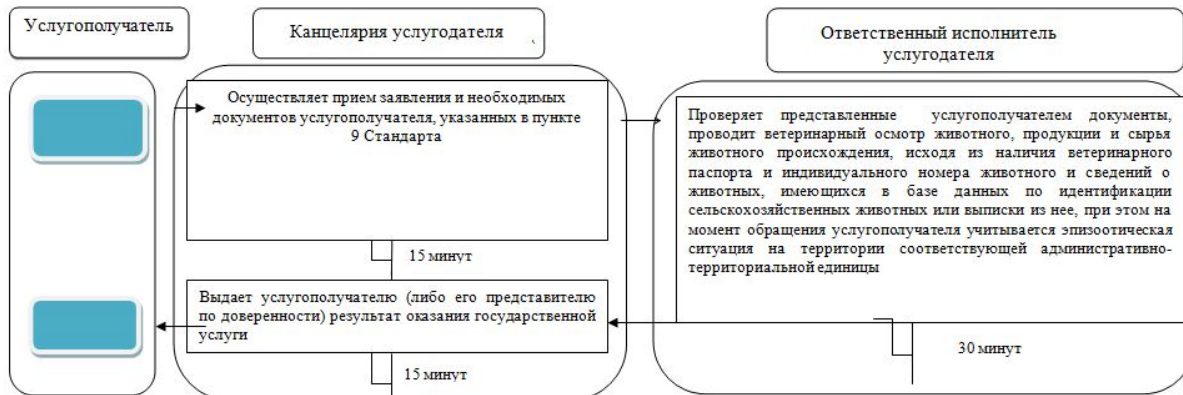 Услугополучатель
Канцелярия услугодателя
Ответственный исполнитель
услугодателя
Осуществляет прием заявления и необходимых
документов услугополучателя, указанных в пункте
9 Стандарта
15 минут
Выдает услугополучателю (либо его представителю
по доверенности) результат оказания государственной
услуги
15 минут
Проверяет представленные услугополучателем документы,
проводит ветеринарный осмотр животного, продукции и сырья
животного происхождения, исходя из наличия ветеринарного
паспорта и индивидуального номера животного и сведений о
животных, имеющихся в базе данных по идентификации
сельскохозяйственных животных или выписки из нее, при этом на
момент обращения услугополучателя учитывается эпизоотическая
ситуация на территории соответствующей административно-
территориальной единицы
30 минут